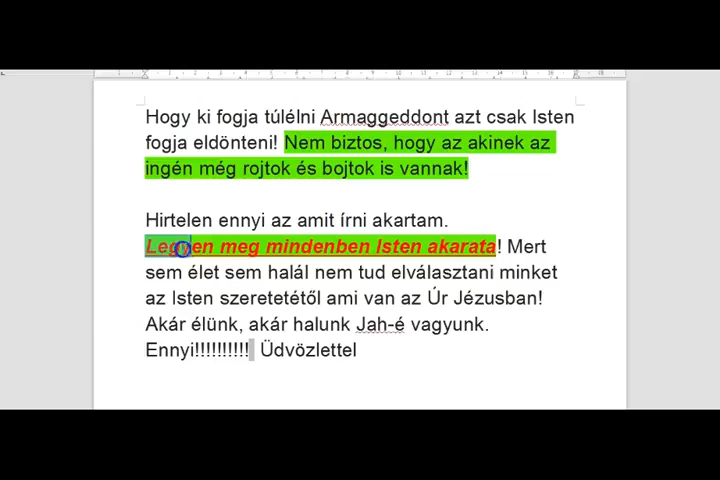 Hogy ki fogja túlélni Armaggeddont azt csak Isten
fogja eldönteni! Nem biztos, hogy az akinek az
ingén még rojtok és bojtok is vannak!
Hirtelen ennyi az amit írni akartam.
Legyen meg mindenben Isten akarata! Mert
sem élet sem halál nem tud elválasztani minket
az Isten szeretetétől ami van az Úr Jézusban!
Akár élünk, akár halunk Jah-é vagyunk.
Ennyi!!!!!!!!!! Üdvözlettel